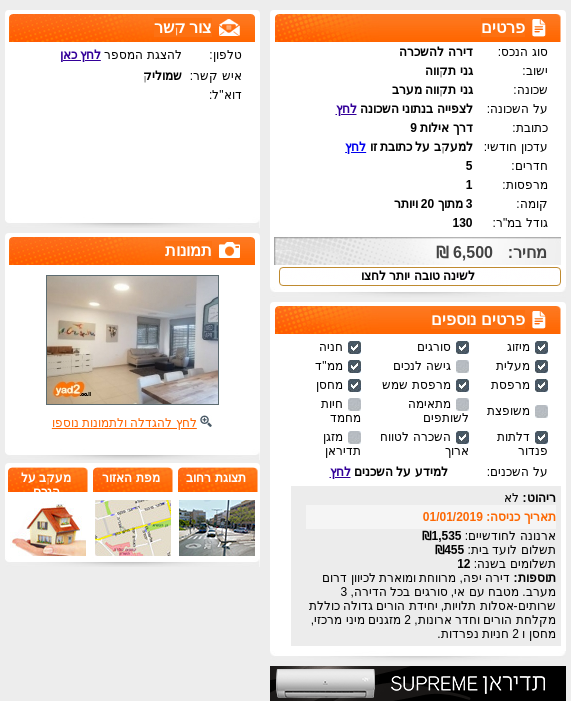 פרטים
סוג הנכס: דירה להשכרה
ישוב: גני תקווה
שכונה: גני תקווה מערב
על השכונה: לצפייה בנתוני השכונה לחץ
כתובת: דרך אילות 9
עדכון חודשי: למעקב על כתובת זו לחץ
חדרים: 5
מרפסות: 1
קומה: 3 מתוך 20 ויותר
גודל במ"ר: 130
מחיר: 6,500 ₪
לשינה טובה יותר לחצו
פרטים נוספים
מיזוג סורגים חניה
מעלית גישה לנכים ממ"ד
מרפסת מרפסת שמש מחסן
משופצת מתאימה לשותפים חיות מחמד
דלתות פנדור השכרה לטווח ארוך מזגן תדיראן
על השכנים: למידע על השכנים לחץ
ריהוט: לא
תאריך כניסה: 01/01/2019
ארנונה לחודשיים: 1,535₪
תשלום לועד בית: 455₪
תשלומים בשנה: 12
תוספות: דירה יפה, מרווחת ומוארת לכיוון דרום
מערב. מטבח עם אי, סורגים בכל הדירה, 3
שרותים-אסלות תלויות, יחידת הורים גדולה כוללת
מקלחת הורים וחדר ארונות, 2 מזגנים מיני מרכזי,
מחסן ו 2 חניות נפרדות.
תדיראן SUPREME
צור קשר
טלפון: להצגת המספר לחץ כאן
איש קשר: שמוליק
דוא"ל:
תמונות
yad2.co.il
לחץ להגדלה ולתמונות נוספו
תצוגת רחוב
מפת האזור
מעקב על
הנכס